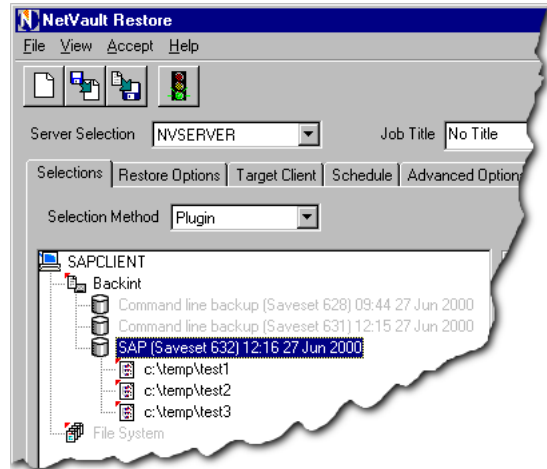 NetVault Restore
File View Accept Help
Server Selection NVSERVER Job Title No Title
Selections Restore Options Target Client Schedule Advanced Option
Selection Method Plugin
SAPCLIENT
Backint
Command line backup (Saveset 628) 09:44 27 Jun 2000
Command line backup (Saveset 631) 12:15 27 Jun 2000
SAP (Saveset 632) 12:16 27 Jun 2000
c:\temp\test1
c:\temp\test2
c:\temp\test3
File System